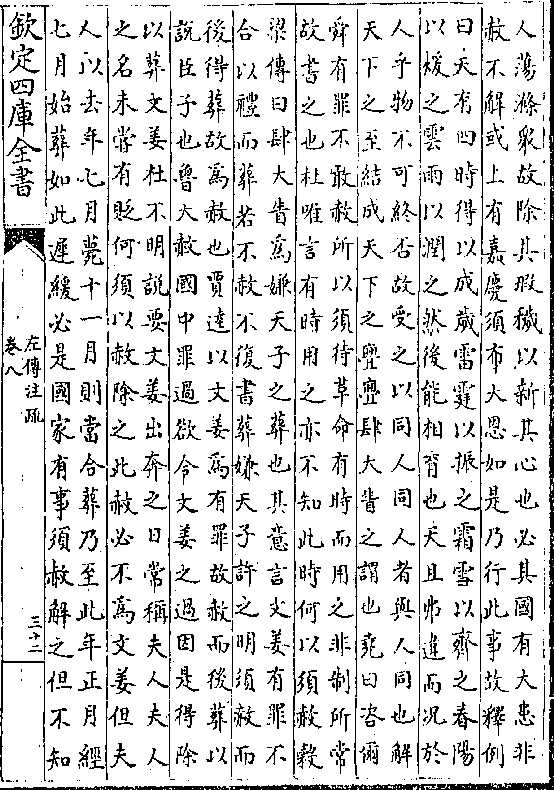 人蕩滌衆故除其瑕穢以新其心也必其國有大患非
赦不解或上有嘉慶須布大恩如是乃行此事故釋例
曰天有四時得以成歲雷霆以振之霜雪以齊之春陽
以煖之雲雨以潤之然後能相育也天且弗違而況於
人乎物不可終否故受之以同人同人者與人同也解
天下之至結成天下之亹亹肆大眚之謂也堯曰咨爾
舜有罪不敢赦所以須待革命有時而用之非制所常
故書之也杜唯言有時用之亦不知此時何以須赦穀
梁傳曰肆大眚爲嫌天子之葬也其意言文姜有罪不
合以禮而葬若不赦不復書葬嫌天子許之明須赦而
後得葬故爲赦也賈逵以文姜爲有罪故赦而後葬以
說臣子也魯大赦國中罪過欲令文姜之過因是得除
以葬文姜杜不明說要文姜出奔之日常稱夫人夫人
之名未常有貶何須以赦除之此赦必不爲文姜但夫
人以去年七月薨十一月則當合葬乃至此年正月經
七月始葬如此遲緩必是國家有事須赦解之但不知
欽定四庫全書
左傳注疏
卷八
三十二